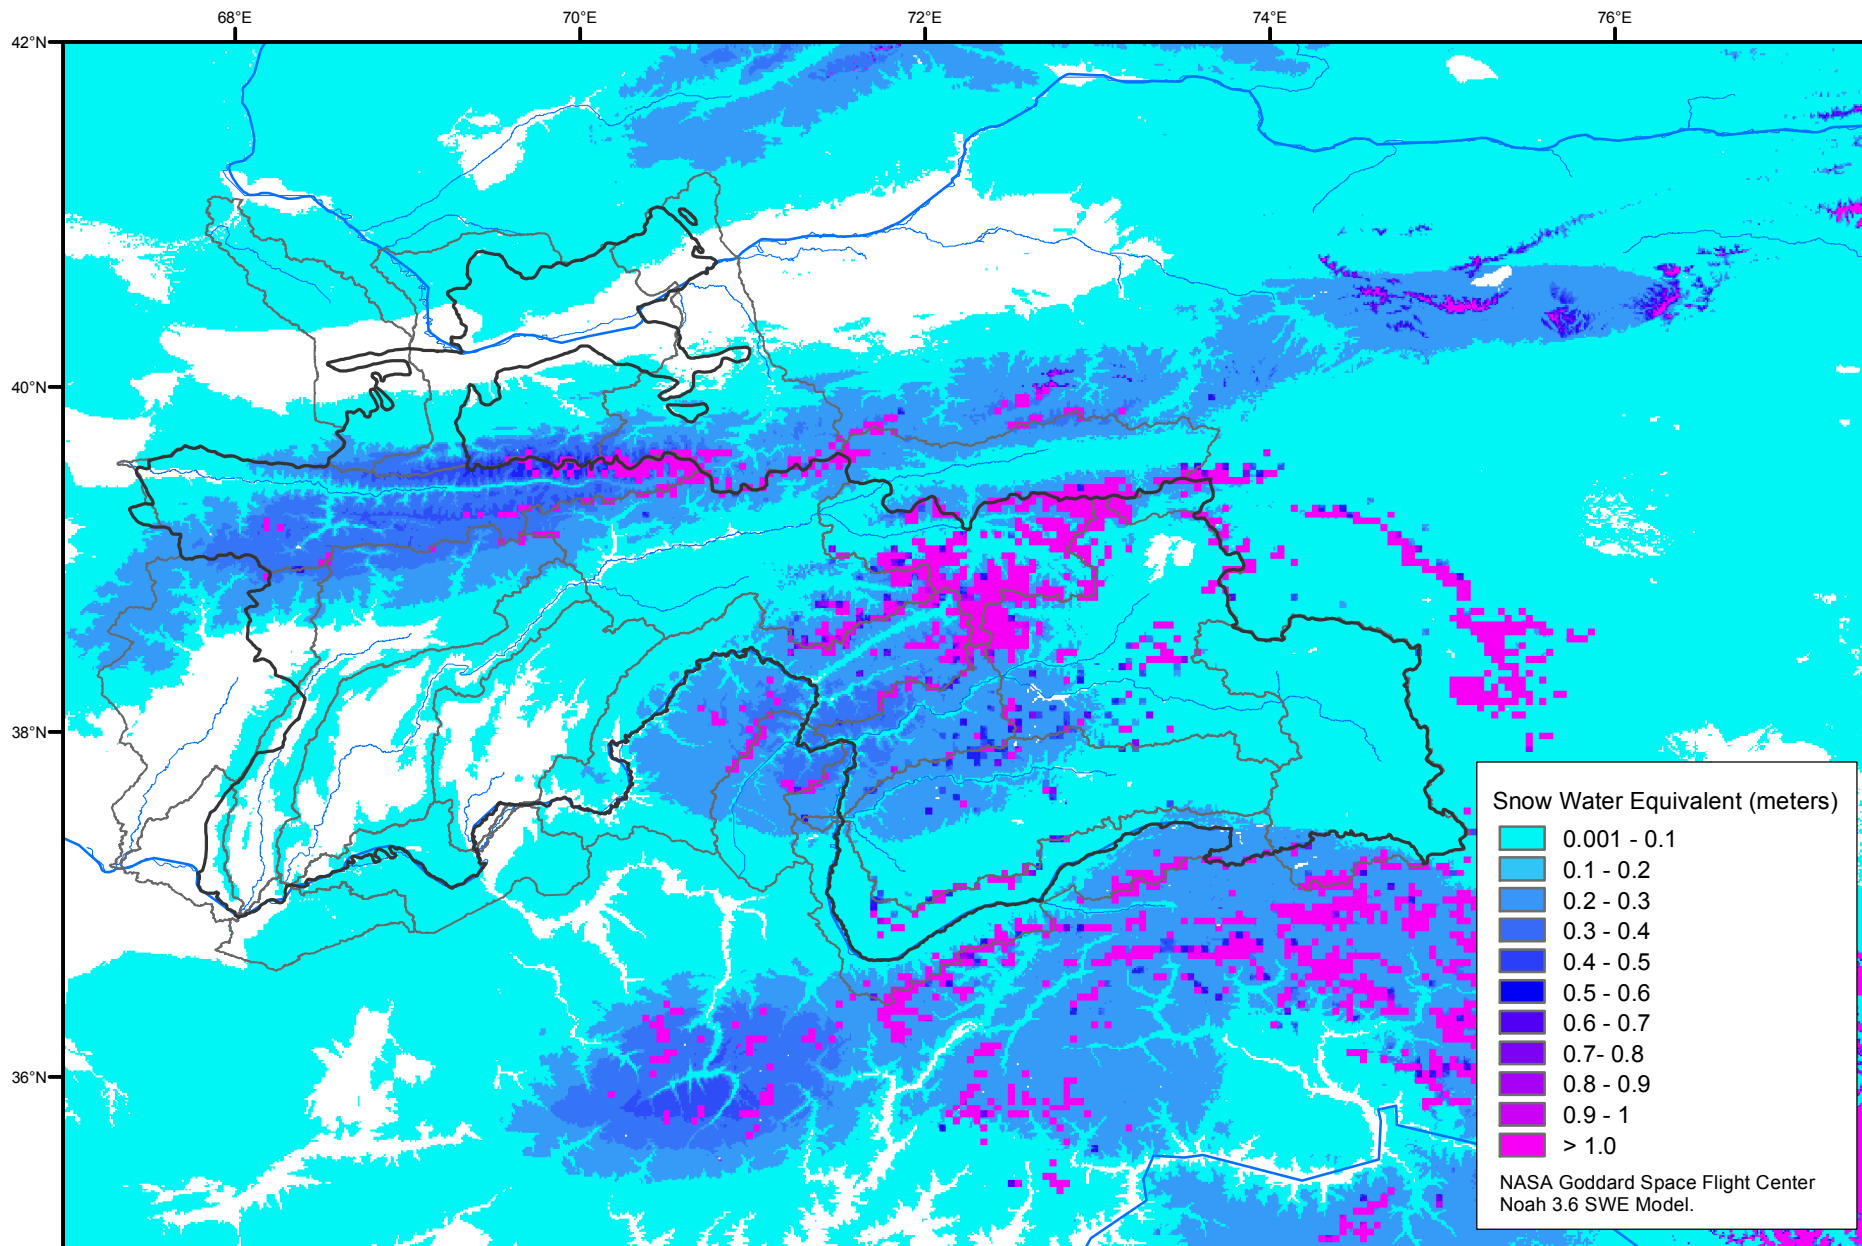 68°E 70°E 72°E 74°E 76°E
42°N
40°N
38°N
36°N
Snow Water Equivalent (meters)
0.001 - 0.1
0.1 - 0.2
0.2 - 0.3
0.3 - 0.4
0.4 - 0.5
0.5 - 0.6
0.6 - 0.7
0.7- 0.8
0.8 - 0.9
0.9 - 1
> 1.0
NASA Goddard Space Flight Center
Noah 3.6 SWE Model.